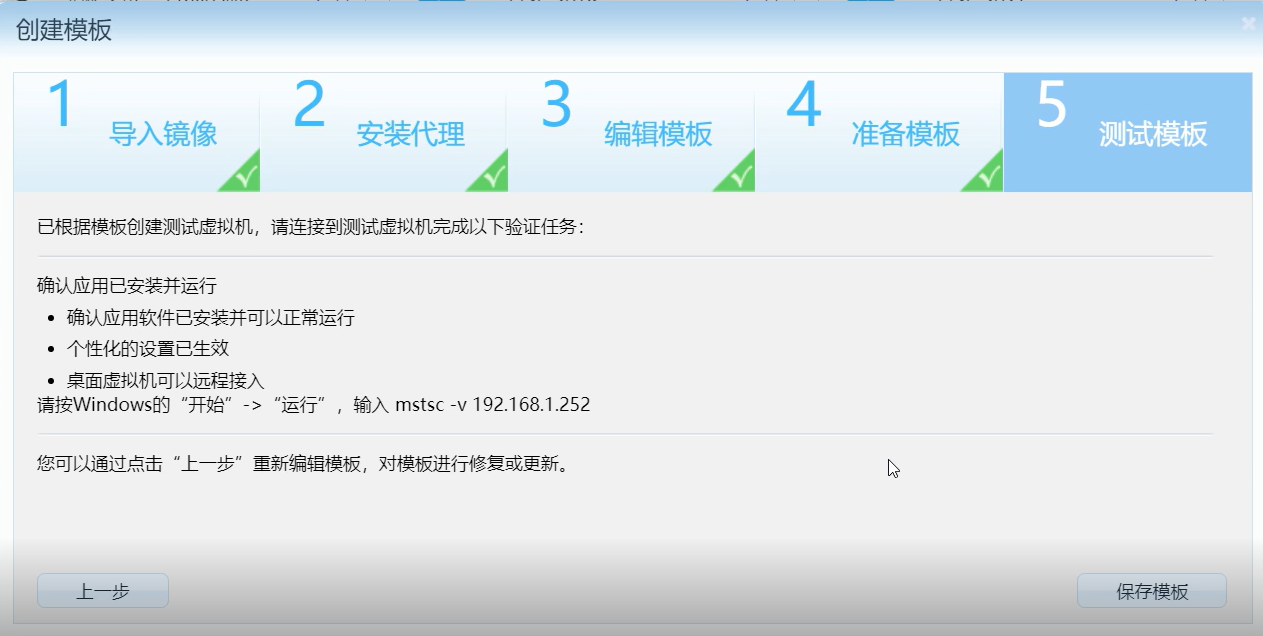 创建模板
1 导入镜像
2 安装代理
3 编辑模板
4 准备模板
5 测试模板
已根据模板创建测试虚拟机，请连接到测试虚拟机完成以下验证任务：
确认应用已安装并运行
• 确认应用软件已安装并可以正常运行
• 个性化的设置已生效
• 桌面虚拟机可以远程接入
请按Windows的“开始”->“运行”，输入 mstsc -v 192.168.1.252
您可以通过点击“上一步”重新编辑模板，对模板进行修复或更新。
上一步
保存模板